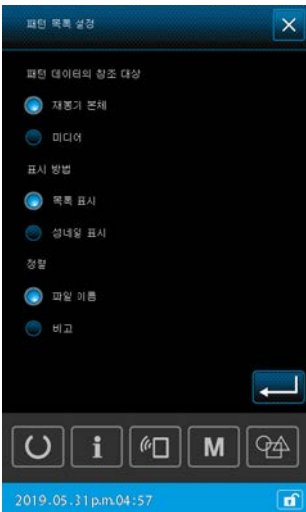 패턴 목록 설정
패턴 데이터의 참조 대상
재봉기 본체
미디어
표시 방법
목록 표시
섬네일 표시
정렬
파일 이름
비고
M
2019.05.31p.m.04:57